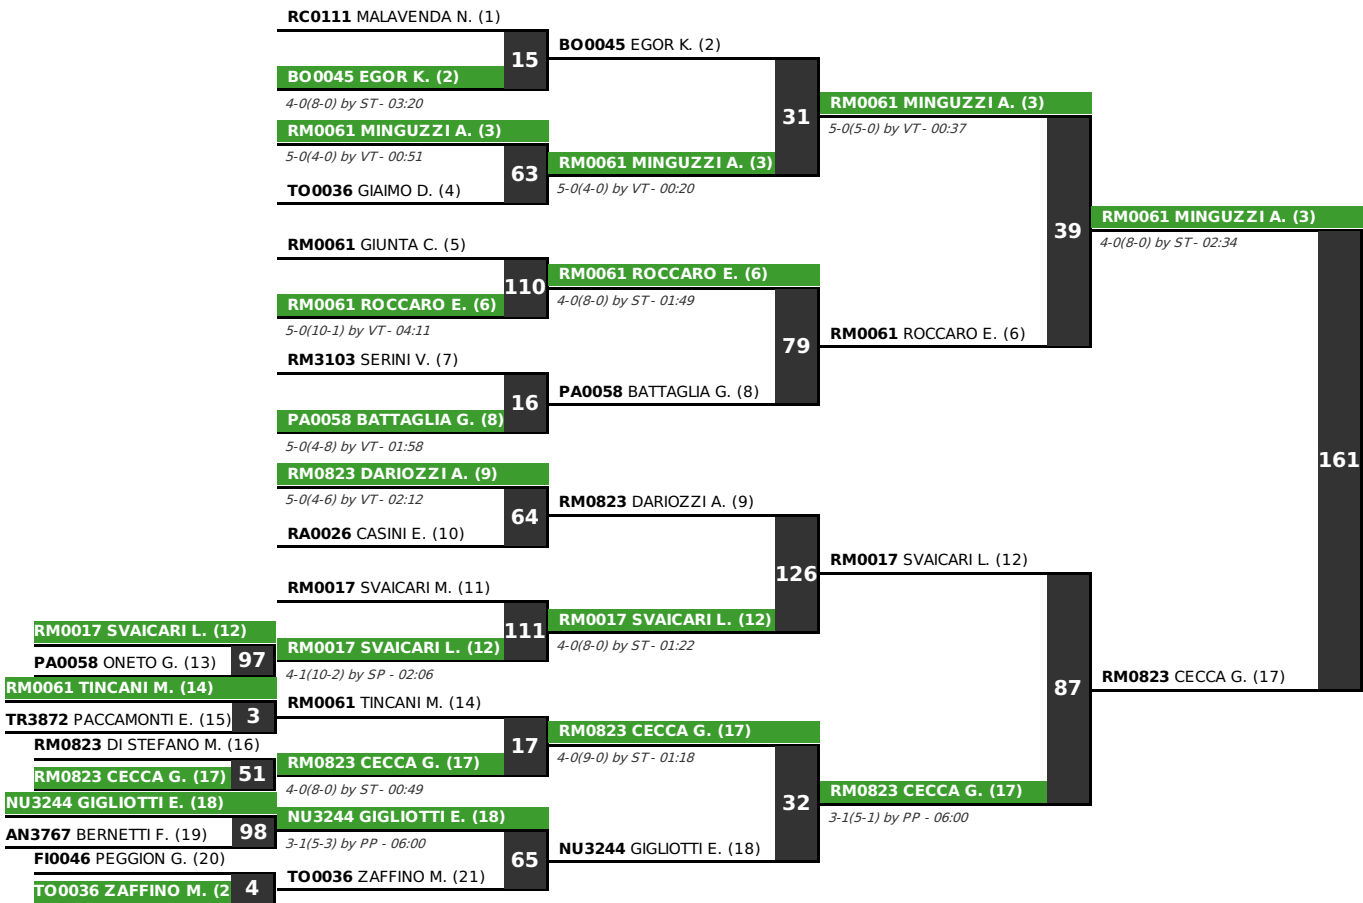 RC0111 MALAVENDA N. (1)
15
BO0045 EGOR K. (2)
4-0(8-0) by ST - 03:20
RM0061 MINGUZZI A. (3)
5-0(4-0) by VT - 00:51
63
TO0036 GIAIMO D. (4)
RM0061 GIUNTA C. (5)
110
RM0061 ROCCARO E. (6)
5-0(10-1) by VT - 04:11
RM3103 SERINI V. (7)
16
PA0058 BATTAGLIA G. (8)
5-0(4-8) by VT - 01:58
RM0823 DARIOZZI A. (9)
5-0(4-6) by VT - 02:12
64
RA0026 CASINI E. (10)
RM0017 SVAICARI M. (11)
111
RM0017 SVAICARI L. (12)
4-1(10-2) by SP - 02:06
RM0061 TINCANI M. (14)
17
RM0823 CECCA G. (17)
4-0(8-0) by ST - 00:49
NU3244 GIGLIOTTI E. (18)
3-1(5-3) by PP - 06:00
65
TO0036 ZAFFINO M. (21)
RM0017 SVAICARI L. (12)
PA0058 ONETO G. (13)
97
RM0061 TINCANI M. (14)
TR3872 PACCAMONTI E. (15)
3
RM0823 DI STEFANO M. (16)
RM0823 CECCA G. (17)
51
NU3244 GIGLIOTTI E. (18)
AN3767 BERNETTI F. (19)
98
FI0046 PEGGION G. (20)
TO0036 ZAFFINO M. (2
4
BO0045 EGOR K. (2)
31
RM0061 MINGUZZI A. (3)
5-0(4-0) by VT - 00:20
RM0061 ROCCARO E. (6)
4-0(8-0) by ST - 01:49
79
PA0058 BATTAGLIA G. (8)
RM0823 DARIOZZI A. (9)
126
RM0017 SVAICARI L. (12)
4-0(8-0) by ST - 01:22
RM0823 CECCA G. (17)
4-0(9-0) by ST - 01:18
32
NU3244 GIGLIOTTI E. (18)
RM0061 MINGUZZI A. (3)
5-0(5-0) by VT - 00:37
39
RM0061 ROCCARO E. (6)
RM0017 SVAICARI L. (12)
87
RM0823 CECCA G. (17)
3-1(5-1) by PP - 06:00
RM0061 MINGUZZI A. (3)
4-0(8-0) by ST - 02:34
161
RM0823 CECCA G. (17)